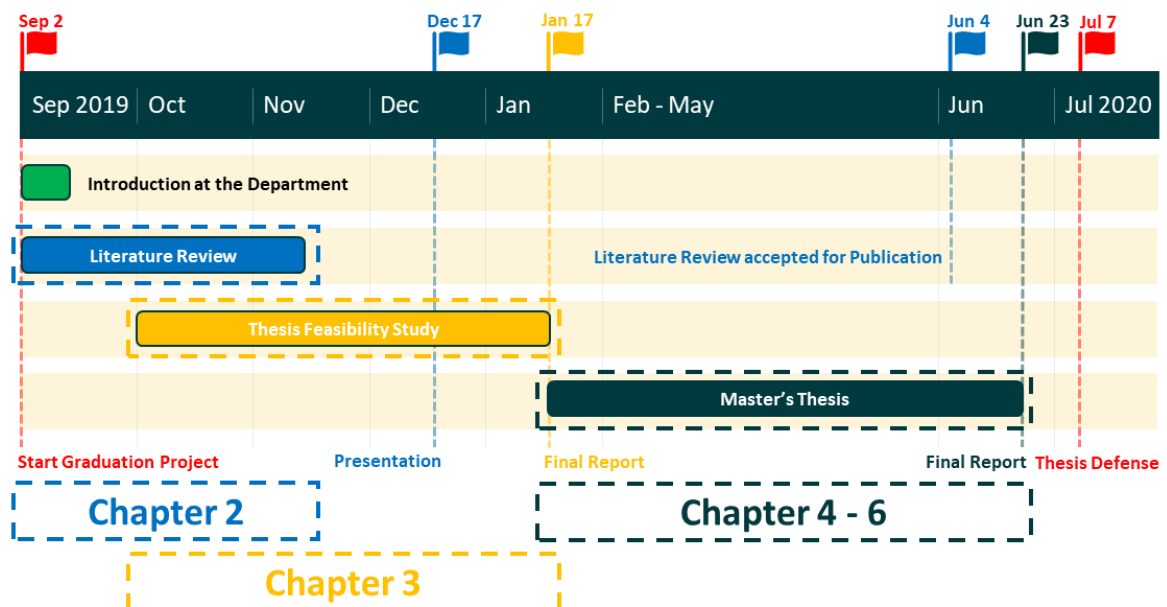 Sep 2
Dec 17
Jan 17
Jun 4
Jun 23
Jul 7
Sep 2019
Oct
Nov
Dec
Jan
Feb - May
Jun
Jul 2020
Introduction at the Department
Literature Review
Literature Review accepted for Publication
Thesis Feasibility Study
Master’s Thesis
Start Graduation Project
Presentation
Final Report
Final Report
Thesis Defense
Chapter 2
Chapter 4 - 6
Chapter 3